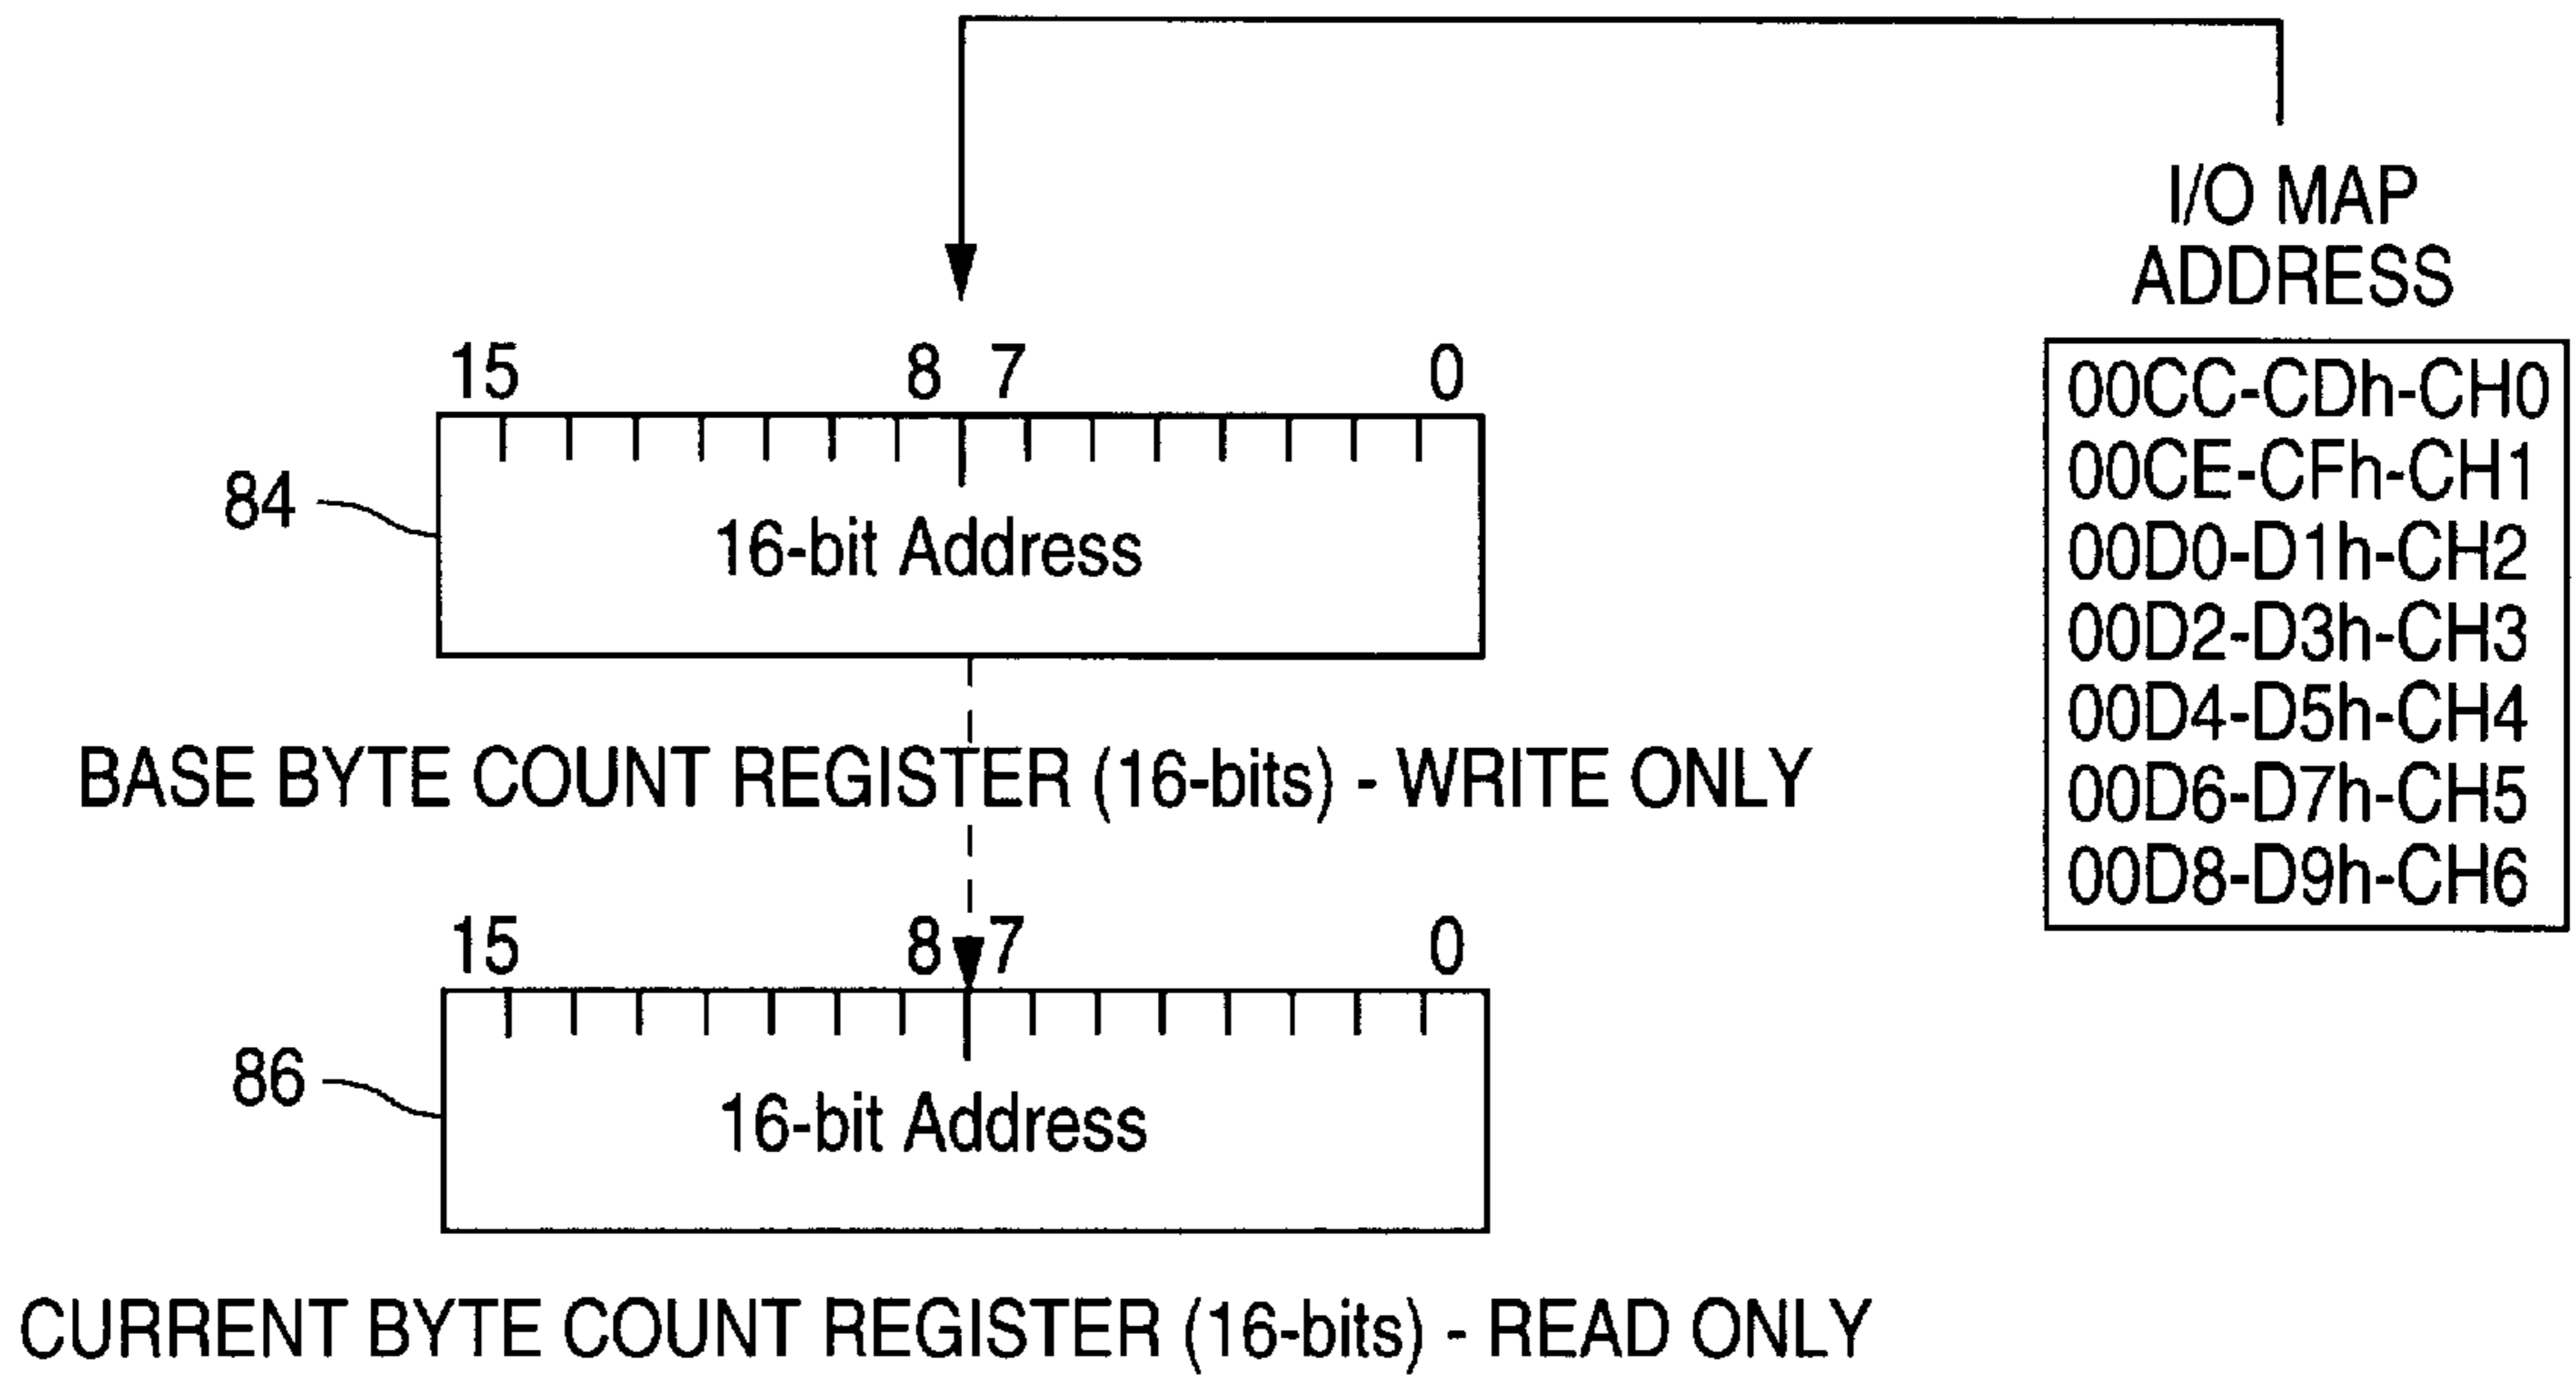 I/O MAP
ADDRESS
15 8 7 0
84
16-bit Address
BASE BYTE COUNT REGISTER (16-bits) - WRITE ONLY
15 8 7 0
86
16-bit Address
CURRENT BYTE COUNT REGISTER (16-bits) - READ ONLY
00CC-CDh-CH0
00CE-CFh-CH1
00D0-D1h-CH2
00D2-D3h-CH3
00D4-D5h-CH4
00D6-D7h-CH5
00D8-D9h-CH6